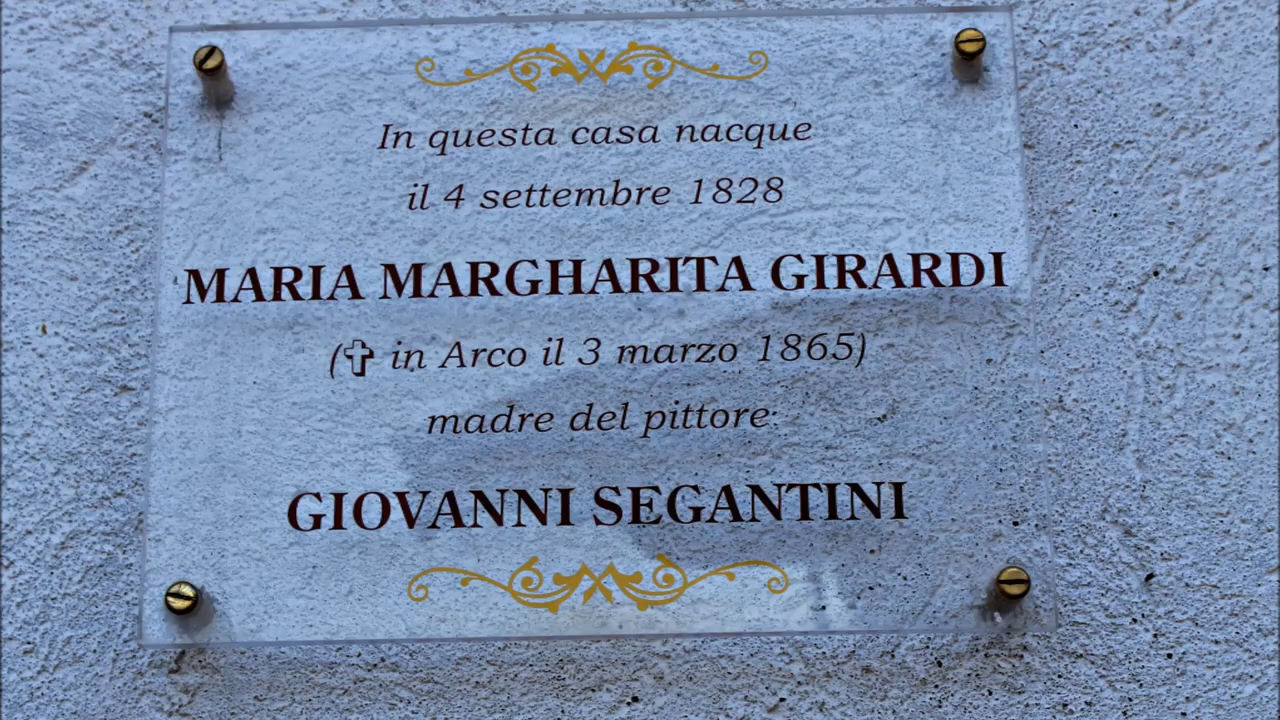 In questa casa nacque
il 4 settembre 1828
MARIA MARGHARITA GIRARDI
(✞ in Arco il 3 marzo 1865)
madre del pittore
GIOVANNI SEGANTINI